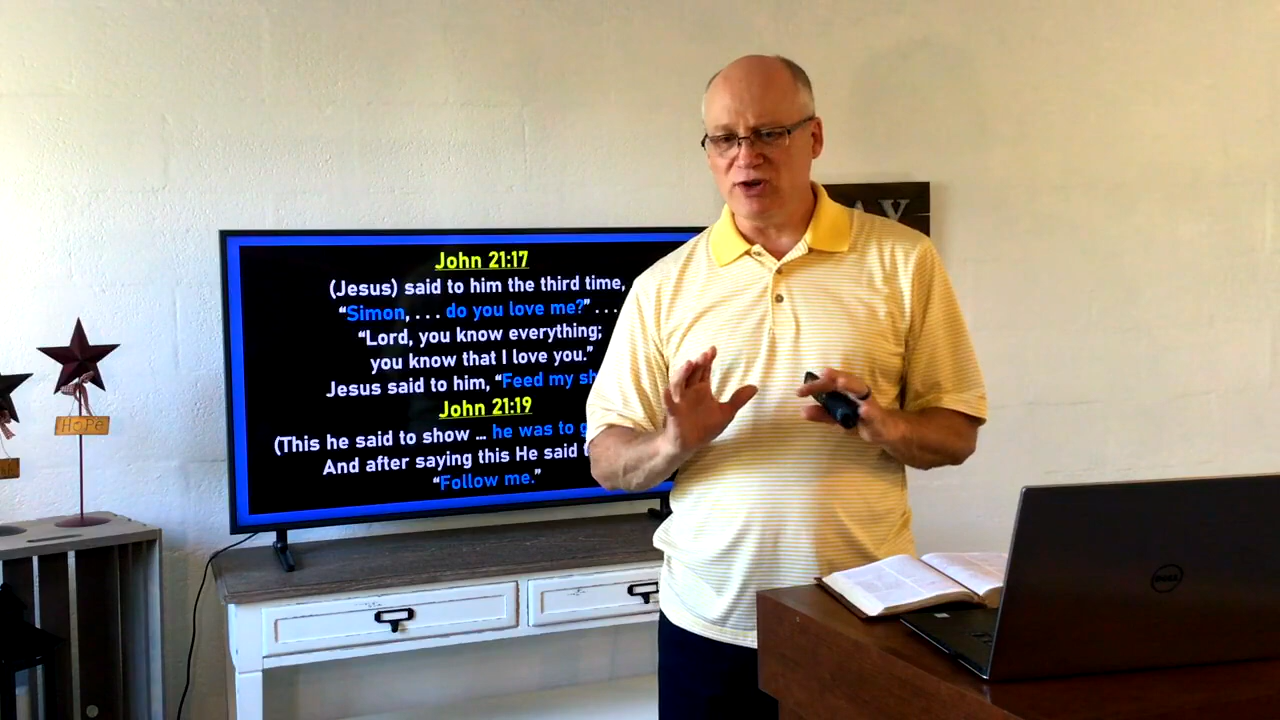 John 21:17
(Jesus) said to him the third time,
“Simon, . . . do you love me?” . . .
“Lord, you know everything;
you know that I love you.”
Jesus said to him, “Feed my
John 21:19
(This he said to show … he was to
And after saying this He said
“Follow me.”
HOPE
DELL